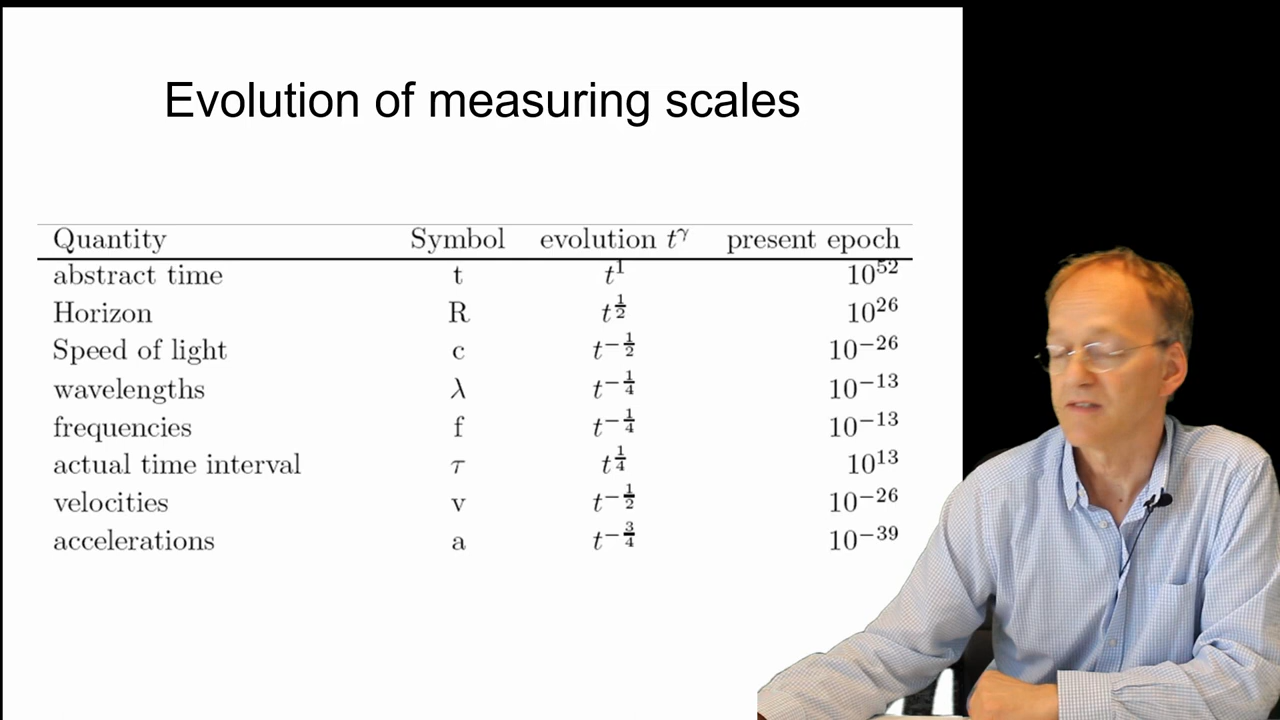 Evolution of measuring scales
Quantity Symbol evolution t^γ present epoch
abstract time t t^1 10^52
Horizon R t^{1/2} 10^26
Speed of light c t^{-1/2} 10^{-26}
wavelengths λ t^{-1/4} 10^{-13}
frequencies f t^{-1/4} 10^{-13}
actual time interval τ t^{1/4} 10^13
velocities v t^{-1/2} 10^{-26}
accelerations a t^{-3/4} 10^{-39}